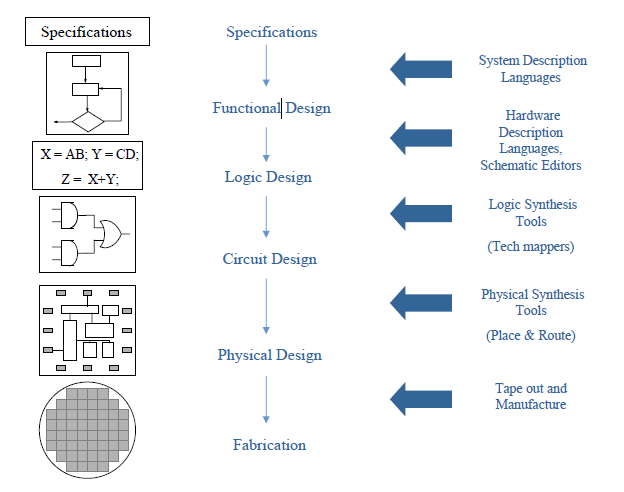 Specifications
X = AB; Y = CD;
Z = X+Y;
Specifications
Functional Design
Logic Design
Circuit Design
Physical Design
Fabrication
System Description
Languages
Hardware
Description
Languages,
Schematic Editors
Logic Synthesis
Tools
(Tech mappers)
Physical Synthesis
Tools
(Place & Route)
Tape out and
Manufacture